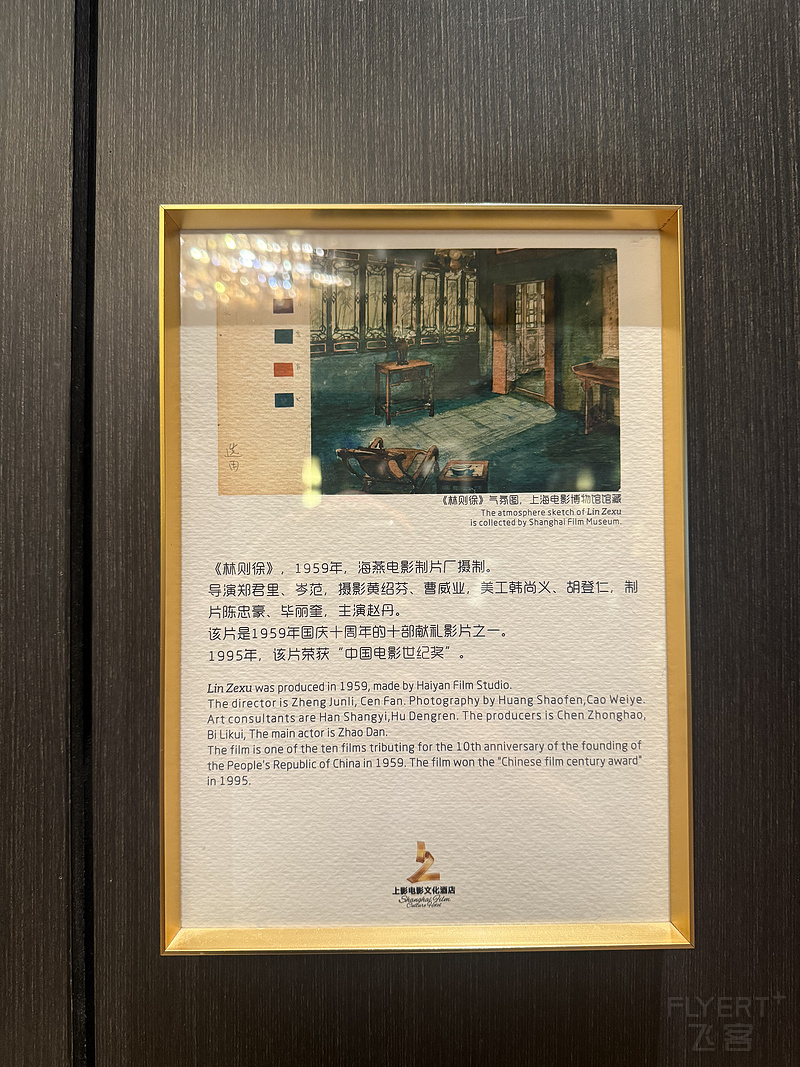 选
用
《林则徐》气氛图，上海电影博物馆馆藏
The atmosphere sketch of Lin Zexu
is collected by Shanghai Film Museum.
《林则徐》，1959年，海燕电影制片厂摄制。
导演郑君里、岑范，摄影黄绍芬、曹威业，美工韩尚义、胡登仁，制
片陈忠豪、毕丽奎，主演赵丹。
该片是1959年国庆十周年的十部献礼影片之一。
1995年，该片荣获“中国电影世纪奖”。
Lin Zexu was produced in 1959, made by Haiyan Film Studio.
The director is Zheng Junli, Cen Fan. Photography by Huang Shaofen,Cao Weiye.
Art consultants are Han Shangyi,Hu Dengren. The producers is Chen Zhonghao,
Bi Likui, The main actor is Zhao Dan.
The film is one of the ten films tributing for the 10th anniversary of the founding of
the People's Republic of China in 1959. The film won the "Chinese film century award"
in 1995.
上影电影文化酒店
Shanghai Film
Culture Hotel
FLYERT+
飞客